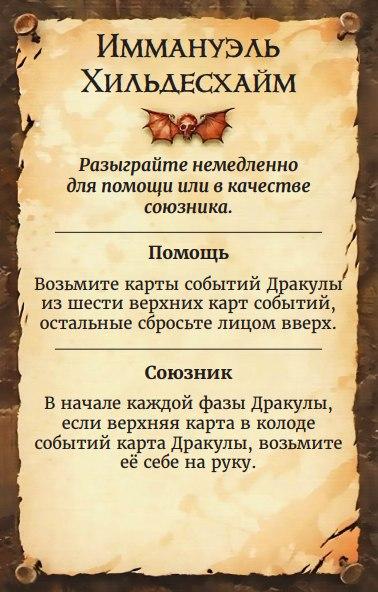 Иммануэль
Хильдесхайм
Разыграйте немедленно
для помощи или в качестве
союзника.
Помощь
Возьмите карты событий Дракулы
из шести верхних карт событий,
остальные сбросьте лицом вверх.
Союзник
В начале каждой фазы Дракулы,
если верхняя карта в колоде
событий карта Дракулы, возьмите
её себе на руку.